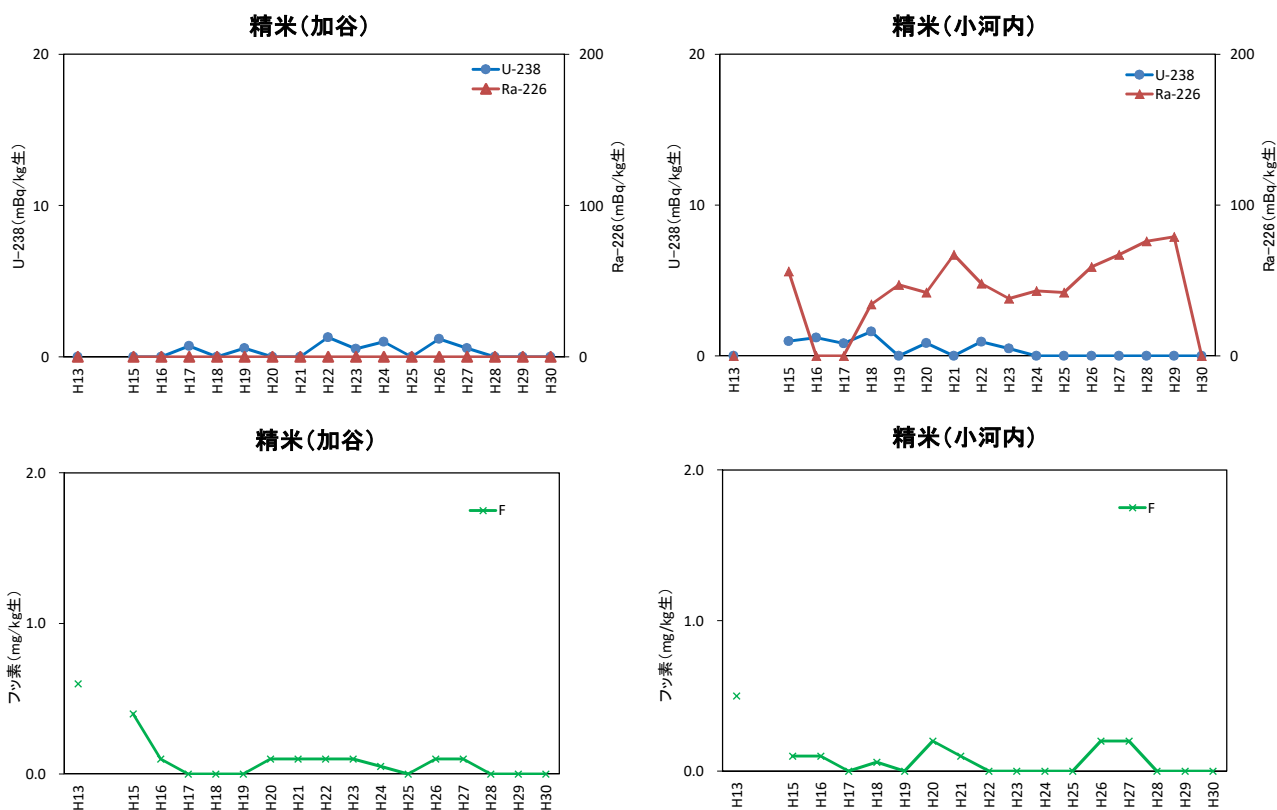 精米（加谷）
20
10
0
200
100
0
U-238（mBq/kg生）
Ra-226（mBq/kg生）
U-238
Ra-226
H13
H15
H16
H17
H18
H19
H20
H21
H22
H23
H24
H25
H26
H27
H28
H29
H30
精米（小河内）
20
10
0
200
100
0
U-238（mBq/kg生）
Ra-226（mBq/kg生）
U-238
Ra-226
H13
H15
H16
H17
H18
H19
H20
H21
H22
H23
H24
H25
H26
H27
H28
H29
H30
精米（加谷）
2.0
1.0
0.0
フッ素（mg/kg生）
F
H13
H15
H16
H17
H18
H19
H20
H21
H22
H23
H24
H25
H26
H27
H28
H29
H30
精米（小河内）
2.0
1.0
0.0
フッ素（mg/kg生）
F
H13
H15
H16
H17
H18
H19
H20
H21
H22
H23
H24
H25
H26
H27
H28
H29
H30